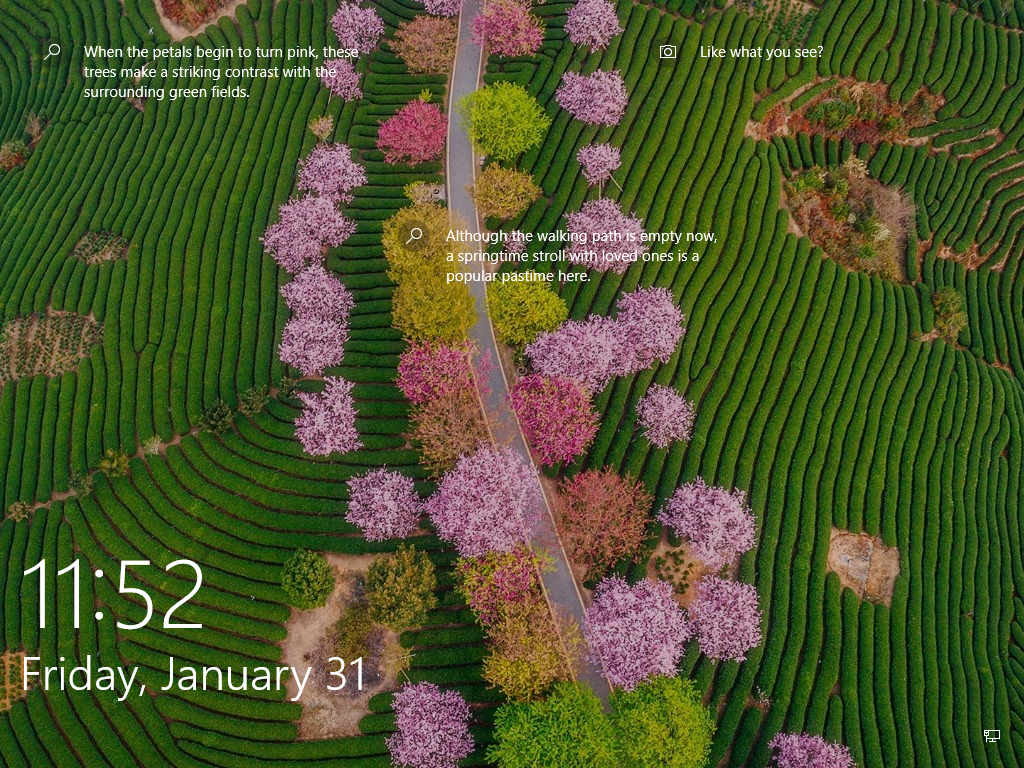 When the petals begin to turn pink, these
trees make a striking contrast with the
surrounding green fields.
Like what you see?
Although the walking path is empty now,
a springtime stroll with loved ones is a
popular pastime here.
11:52
Friday, January 31